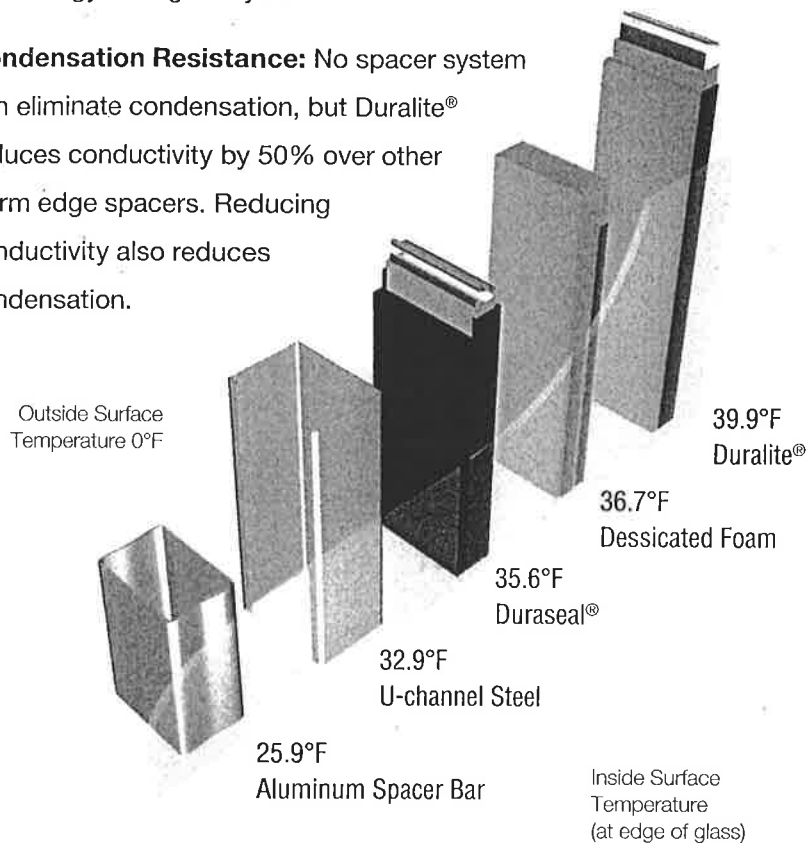 ndensation Resistance: No spacer system
n eliminate condensation, but Duralite®
duces conductivity by 50% over other
rm edge spacers. Reducing
nductivity also reduces
ndensation.
Outside Surface
Temperature 0°F
39.9°F
Duralite®
36.7°F
Dessicated Foam
35.6°F
Duraseal®
32.9°F
U-channel Steel
25.9°F
Aluminum Spacer Bar
Inside Surface
Temperature
(at edge of glass)